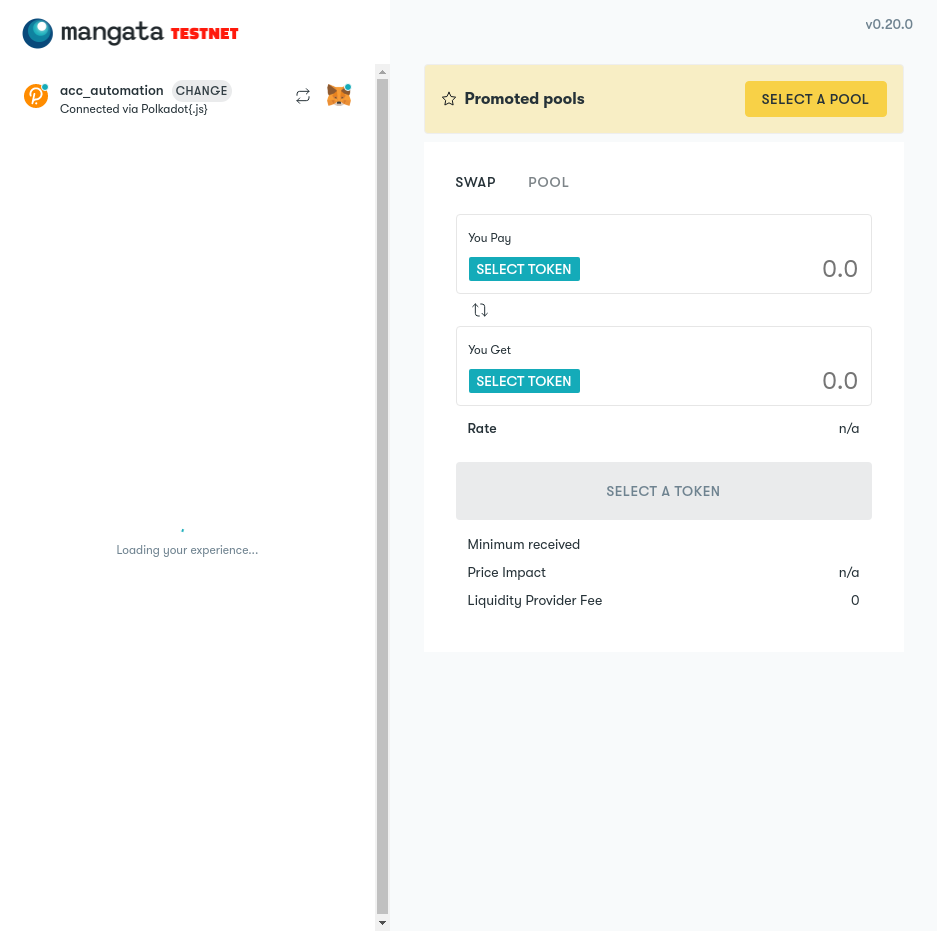 mangata TESTNET
v0.20.0
acc_automation CHANGE
Connected via Polkadot{.js}
Loading your experience...
Promoted pools
SELECT A POOL
SWAP POOL
You Pay
SELECT TOKEN 0.0
You Get
SELECT TOKEN 0.0
Rate n/a
SELECT A TOKEN
Minimum received
Price Impact n/a
Liquidity Provider Fee 0